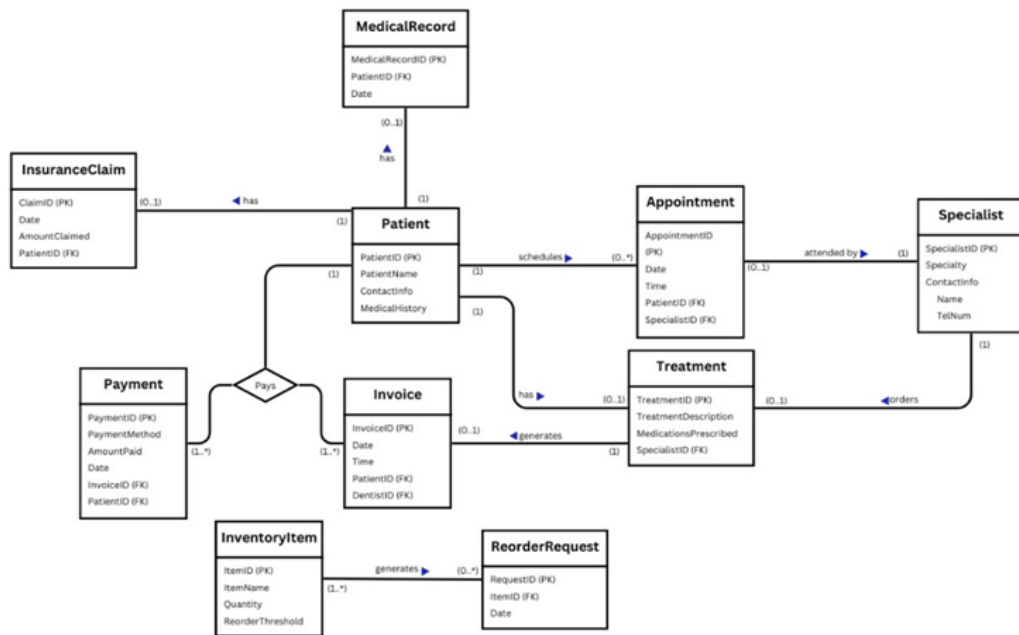 MedicalRecord
MedicalRecordID (PK)
PatientID (FK)
Date
(0..1)
has
(1)
InsuranceClaim
ClaimID (PK)
Date
AmountClaimed
PatientID (FK)
(0..1)
has
(1)
Patient
PatientID (PK)
PatientName
ContactInfo
MedicalHistory
(1)
(1)
schedules
(0..*)
(1)
Appointment
AppointmentID
(PK)
Date
Time
PatientID (FK)
SpecialistID (FK)
(0..1)
attended by
(1)
Specialist
SpecialistID (PK)
Specialty
ContactInfo
Name
TelNum
(1)
Payment
PaymentID (PK)
PaymentMethod
AmountPaid
Date
InvoiceID (FK)
PatientID (FK)
(1..*)
Pays
(1..*)
Invoice
InvoiceID (PK)
Date
Time
PatientID (FK)
DentistID (FK)
(0..1)
generates
(1)
has
(0..1)
Treatment
TreatmentID (PK)
TreatmentDescription
MedicationsPrescribed
SpecialistID (FK)
(0..1)
orders
InventoryItem
ItemID (PK)
ItemName
Quantity
ReorderThreshold
(1..*)
generates
(0..*)
ReorderRequest
RequestID (PK)
ItemID (FK)
Date